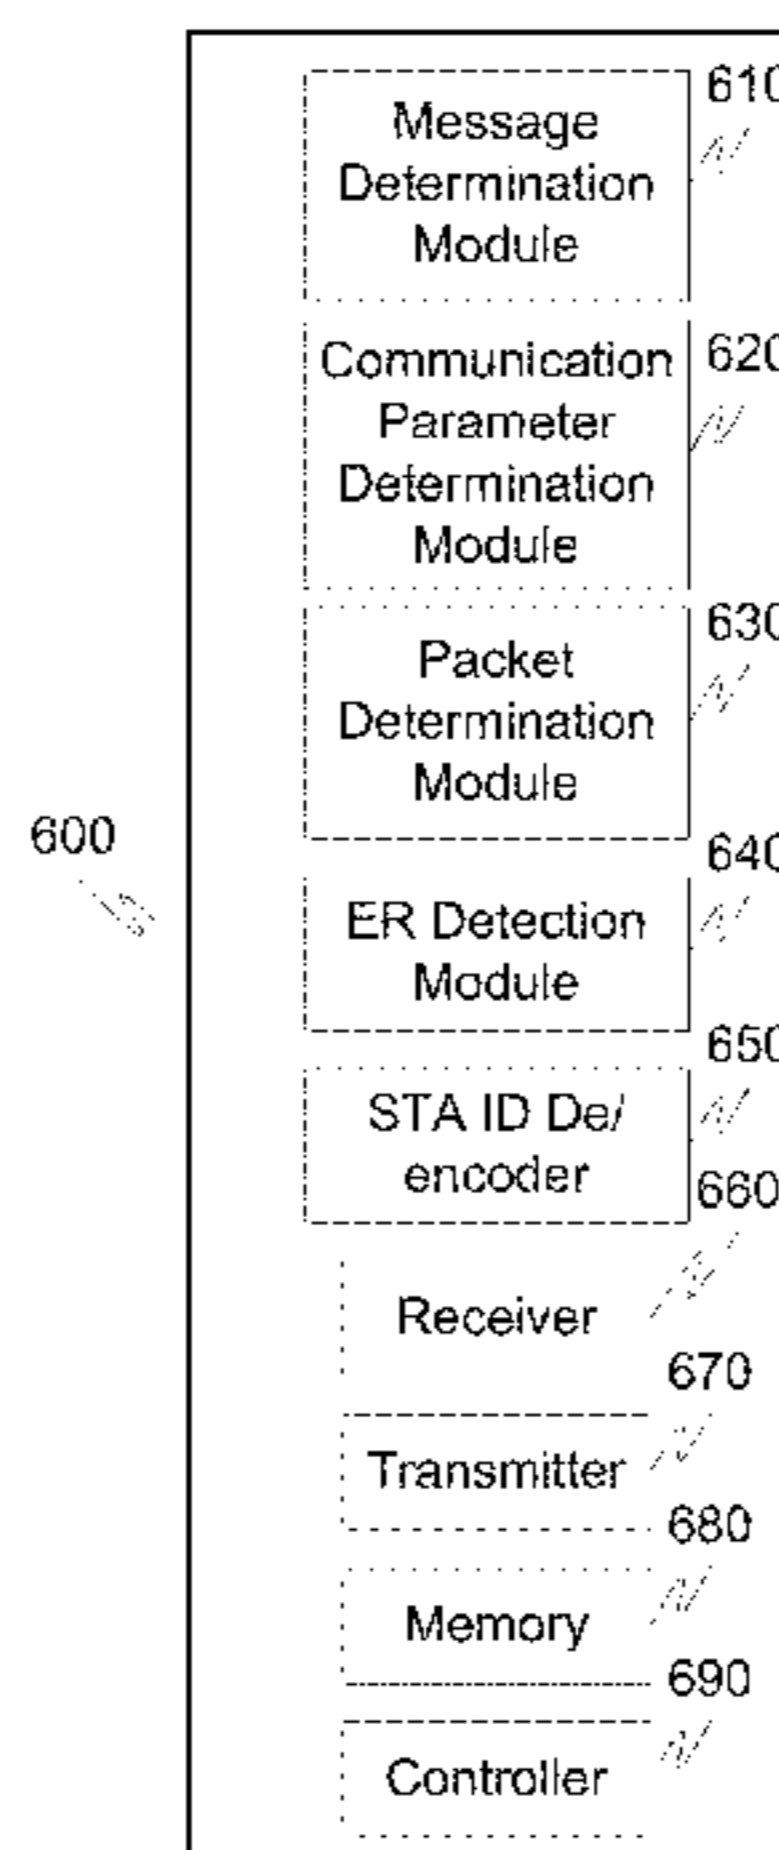 610
Message
Determination
Module
620
Communication
Parameter
Determination
Module
630
Packet
Determination
Module
600
640
ER Detection
Module
650
STA ID De/
encoder
660
Receiver
670
Transmitter
680
Memory
690
Controller